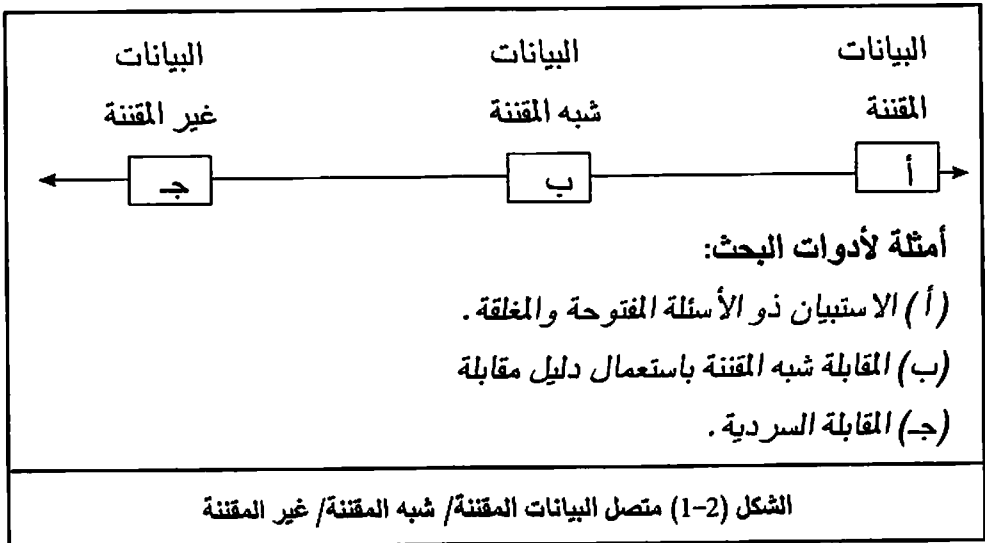 البيانات البيانات البيانات
المقننة شبه المقننة غير المقننة
أ ب جـ
أمثلة لأدوات البحث:
(أ) الاستبيان ذو الأسئلة المفتوحة والمغلقة.
(ب) المقابلة شبه المقننة باستعمال دليل مقابلة
(جـ) المقابلة السردية.
الشكل (2-1) متصل البيانات المقننة/ شبه المقننة/ غير المقننة